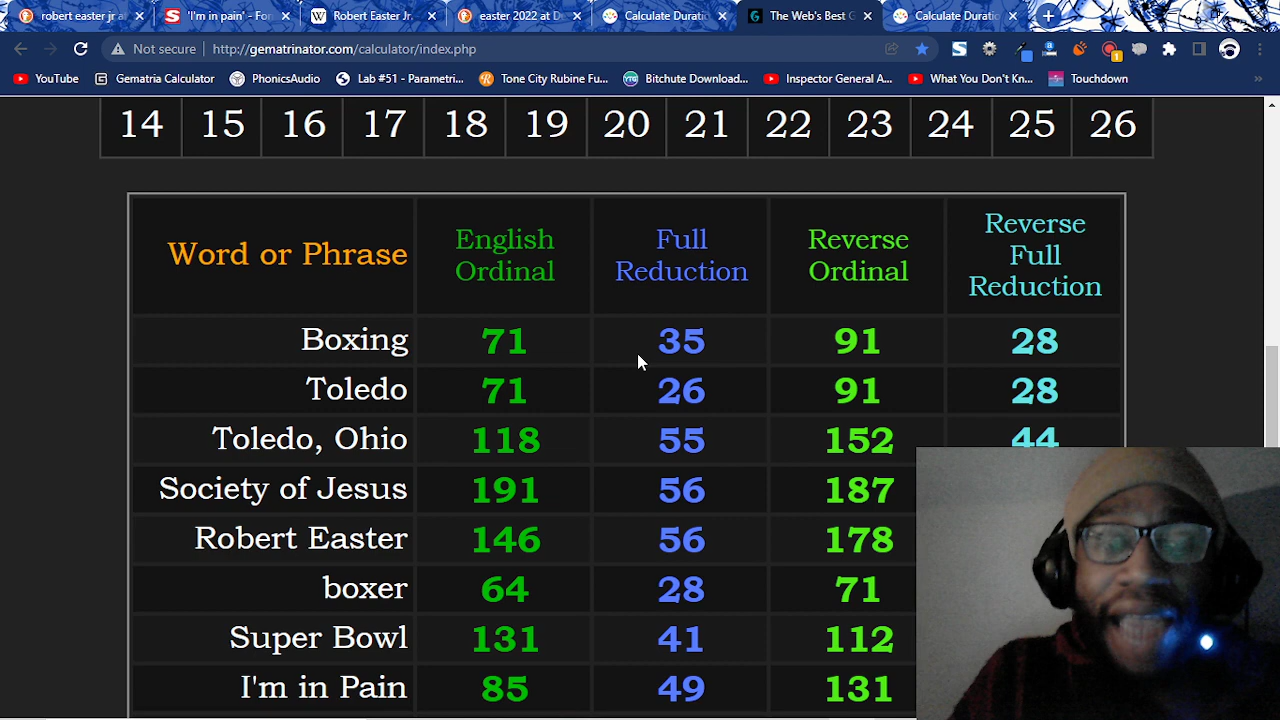 robert easter jr al
'I'm in pain' - For
Robert Easter Jr.
easter 2022 at D
Calculate Durati
The Web's Best G
Calculate Durati
Not secure
http://gematrinator.com/calculator/index.php
YouTube
Gematria Calculator
PhonicsAudio
Lab #51 - Parametri...
Tone City Rubine Fu...
Bitchute Download...
Inspector General A...
What You Don't Kn...
Touchdown
14 15 16 17 18 19 20 21 22 23 24 25 26
Word or Phrase English Ordinal Full Reduction Reverse Ordinal Reverse Full Reduction
Boxing 71 35 91 28
Toledo 71 26 91 28
Toledo, Ohio 118 55 152 44
Society of Jesus 191 56 187
Robert Easter 146 56 178
boxer 64 28 71
Super Bowl 131 41 112
I'm in Pain 85 49 131